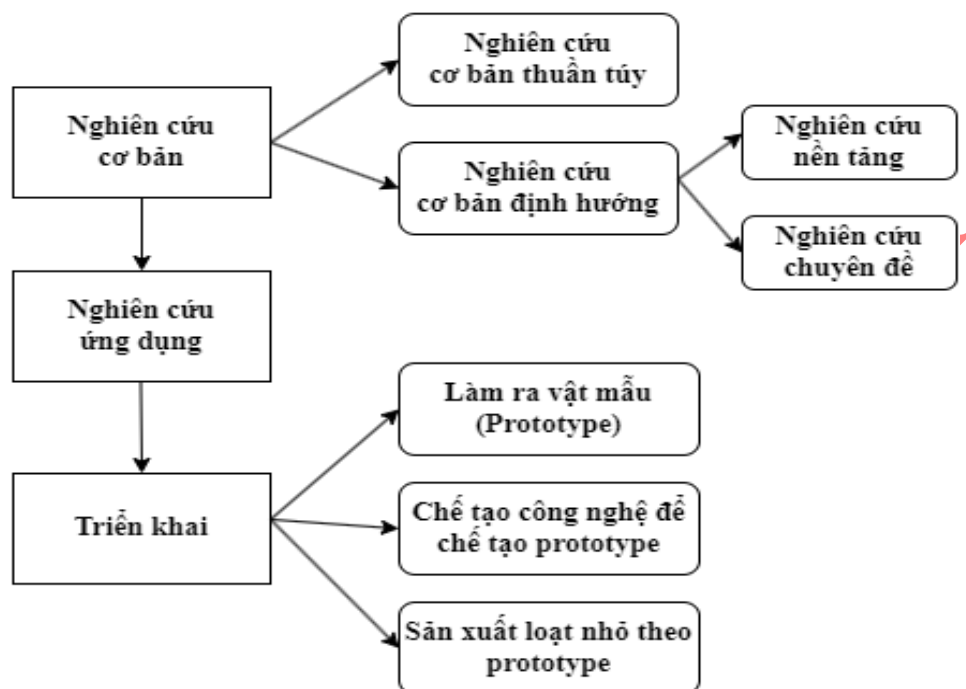 Nghiên cứu
cơ bản thuần túy
Nghiên cứu
cơ bản
Nghiên cứu
cơ bản định hướng
Nghiên cứu
nền tảng
Nghiên cứu
chuyên đề
Nghiên cứu
ứng dụng
Làm ra vật mẫu
(Prototype)
Triển khai
Chế tạo công nghệ để
chế tạo prototype
Sản xuất loạt nhỏ theo
prototype